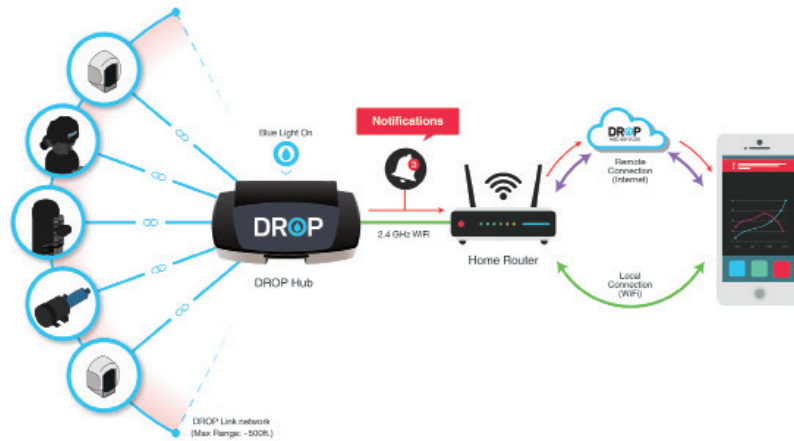 Notifications
3
Blue Light On
DROP
DROP Hub
2.4 GHz WiFi
Home Router
DROP
Remote
Connection
(Internet)
Local
Connection
(WiFi)
DROP Link network
(Max Range: ~500ft.)